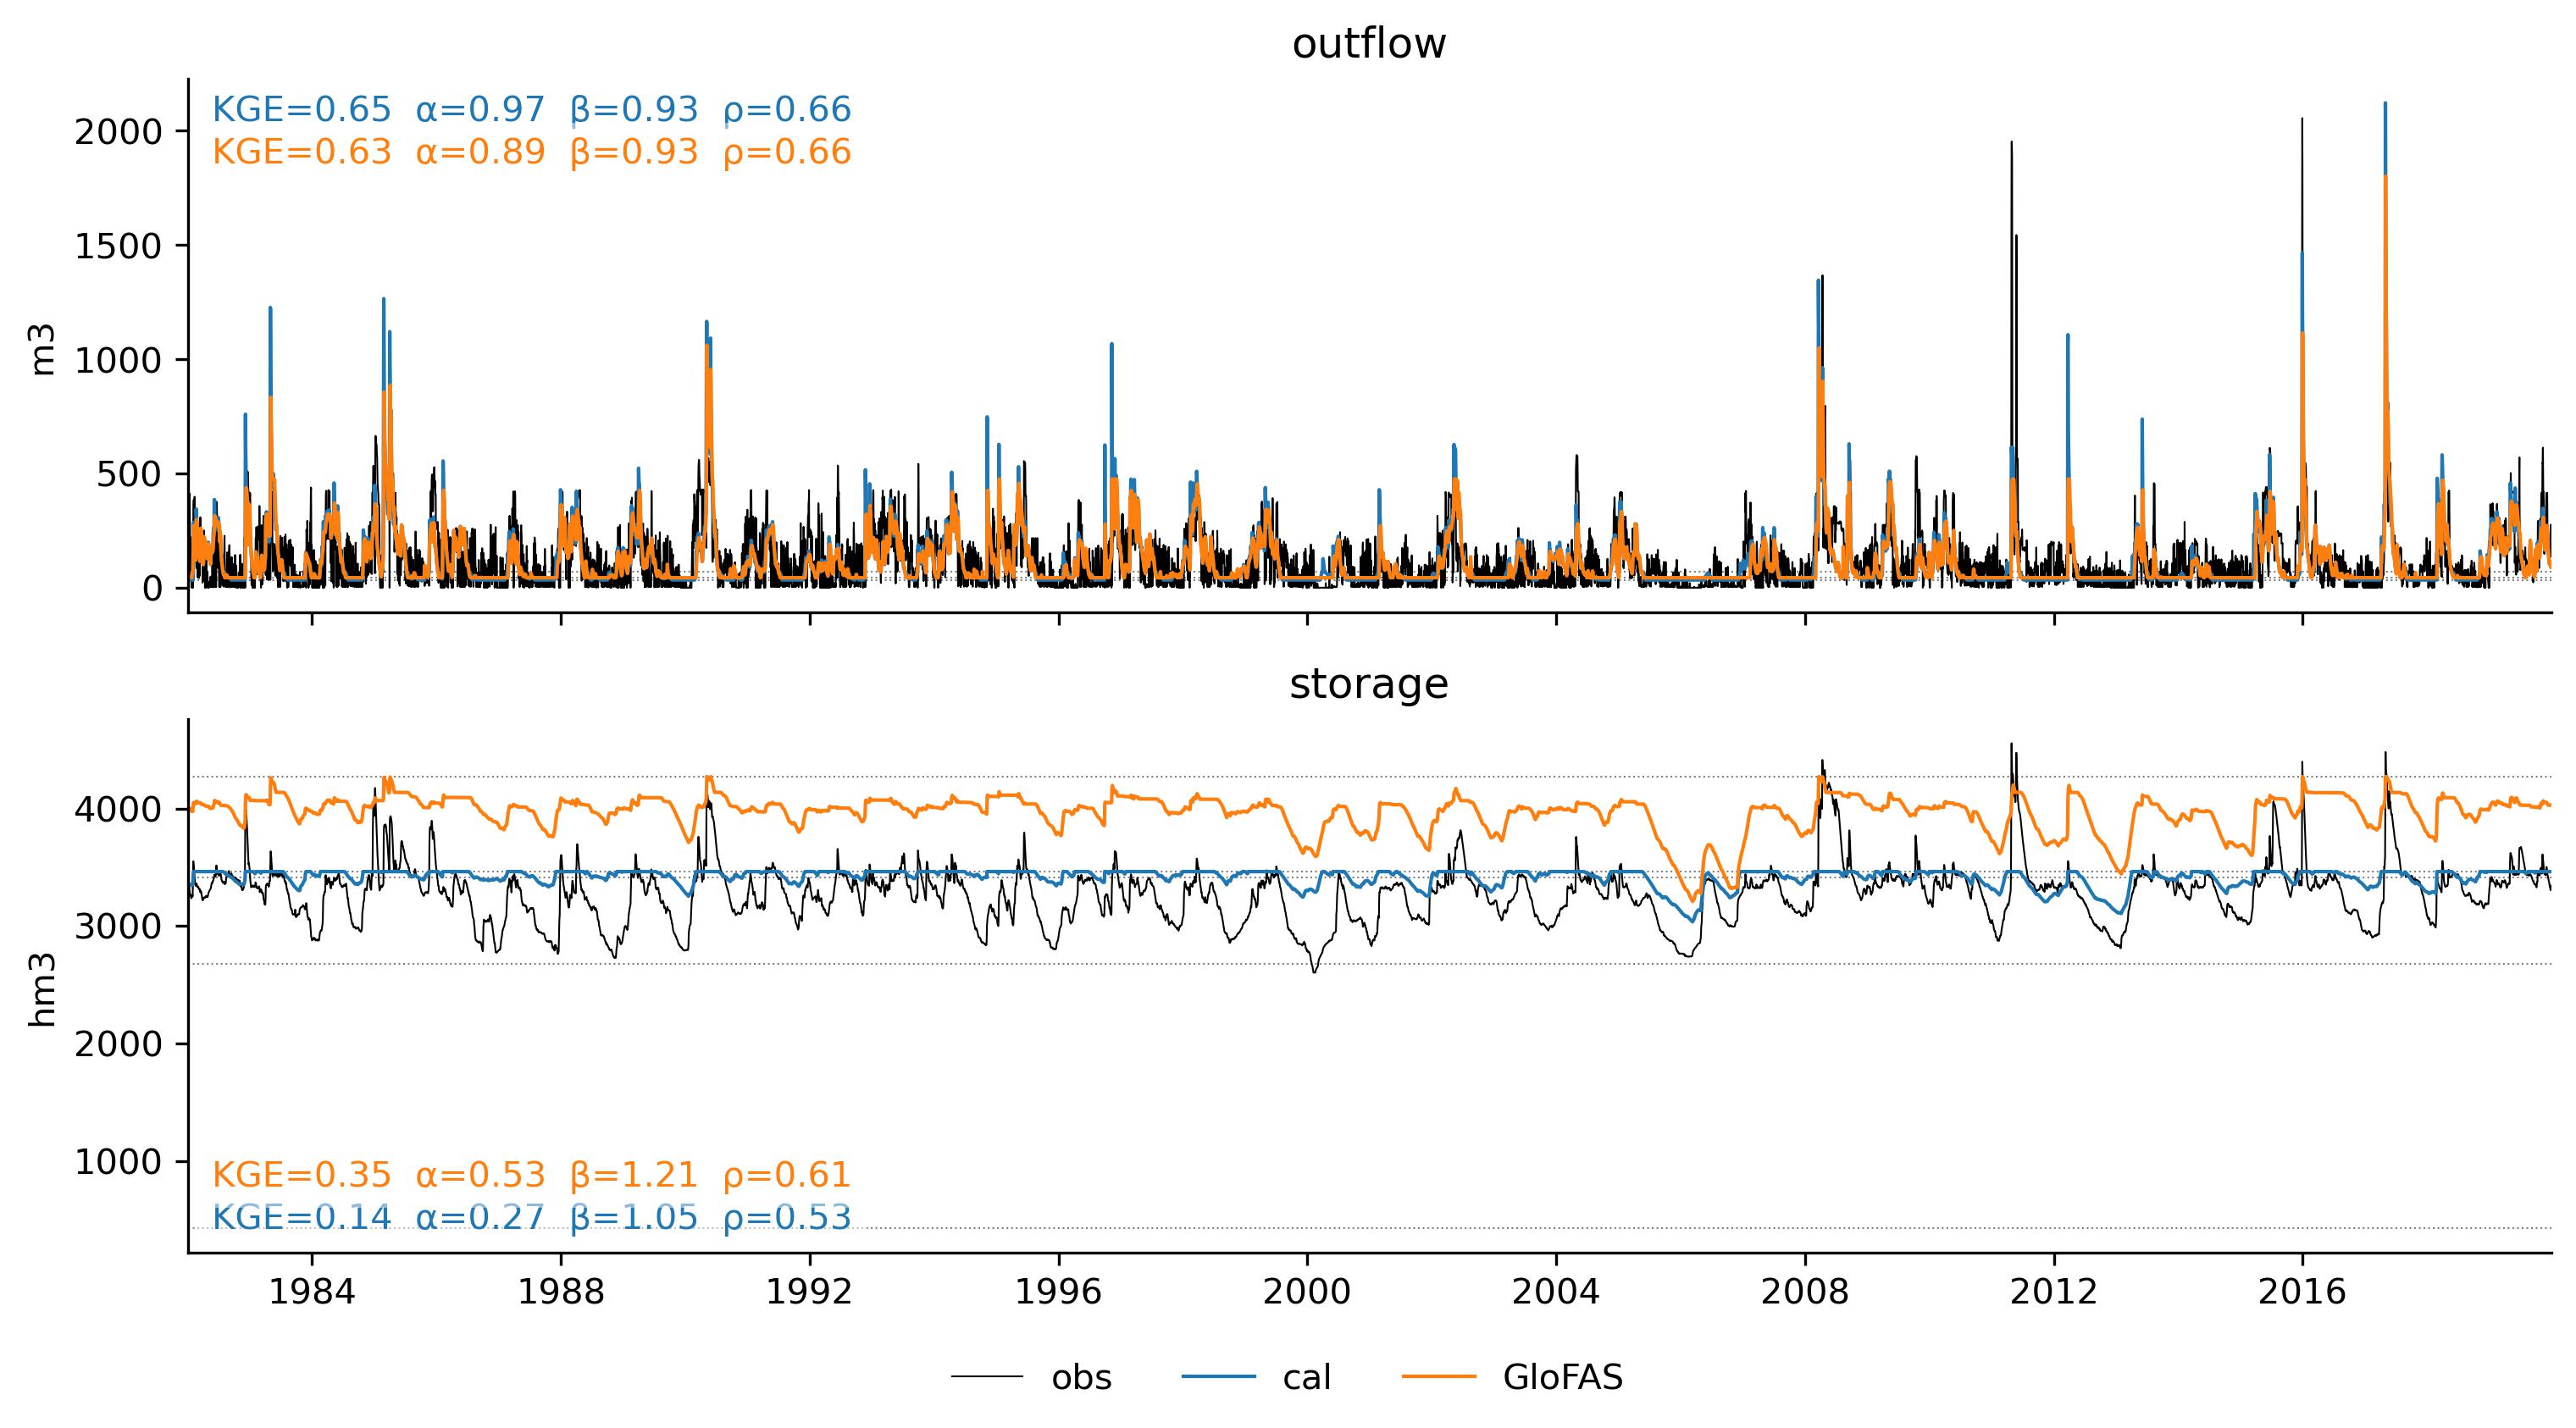 outflow
KGE=0.65 α=0.97 β=0.93 ρ=0.66
KGE=0.63 α=0.89 β=0.93 ρ=0.66
2000
1500
1000
500
0
m3
storage
4000
3000
2000
1000
hm3
KGE=0.35 α=0.53 β=1.21 ρ=0.61
KGE=0.14 α=0.27 β=1.05 ρ=0.53
1984 1988 1992 1996 2000 2004 2008 2012 2016
obs cal GloFAS